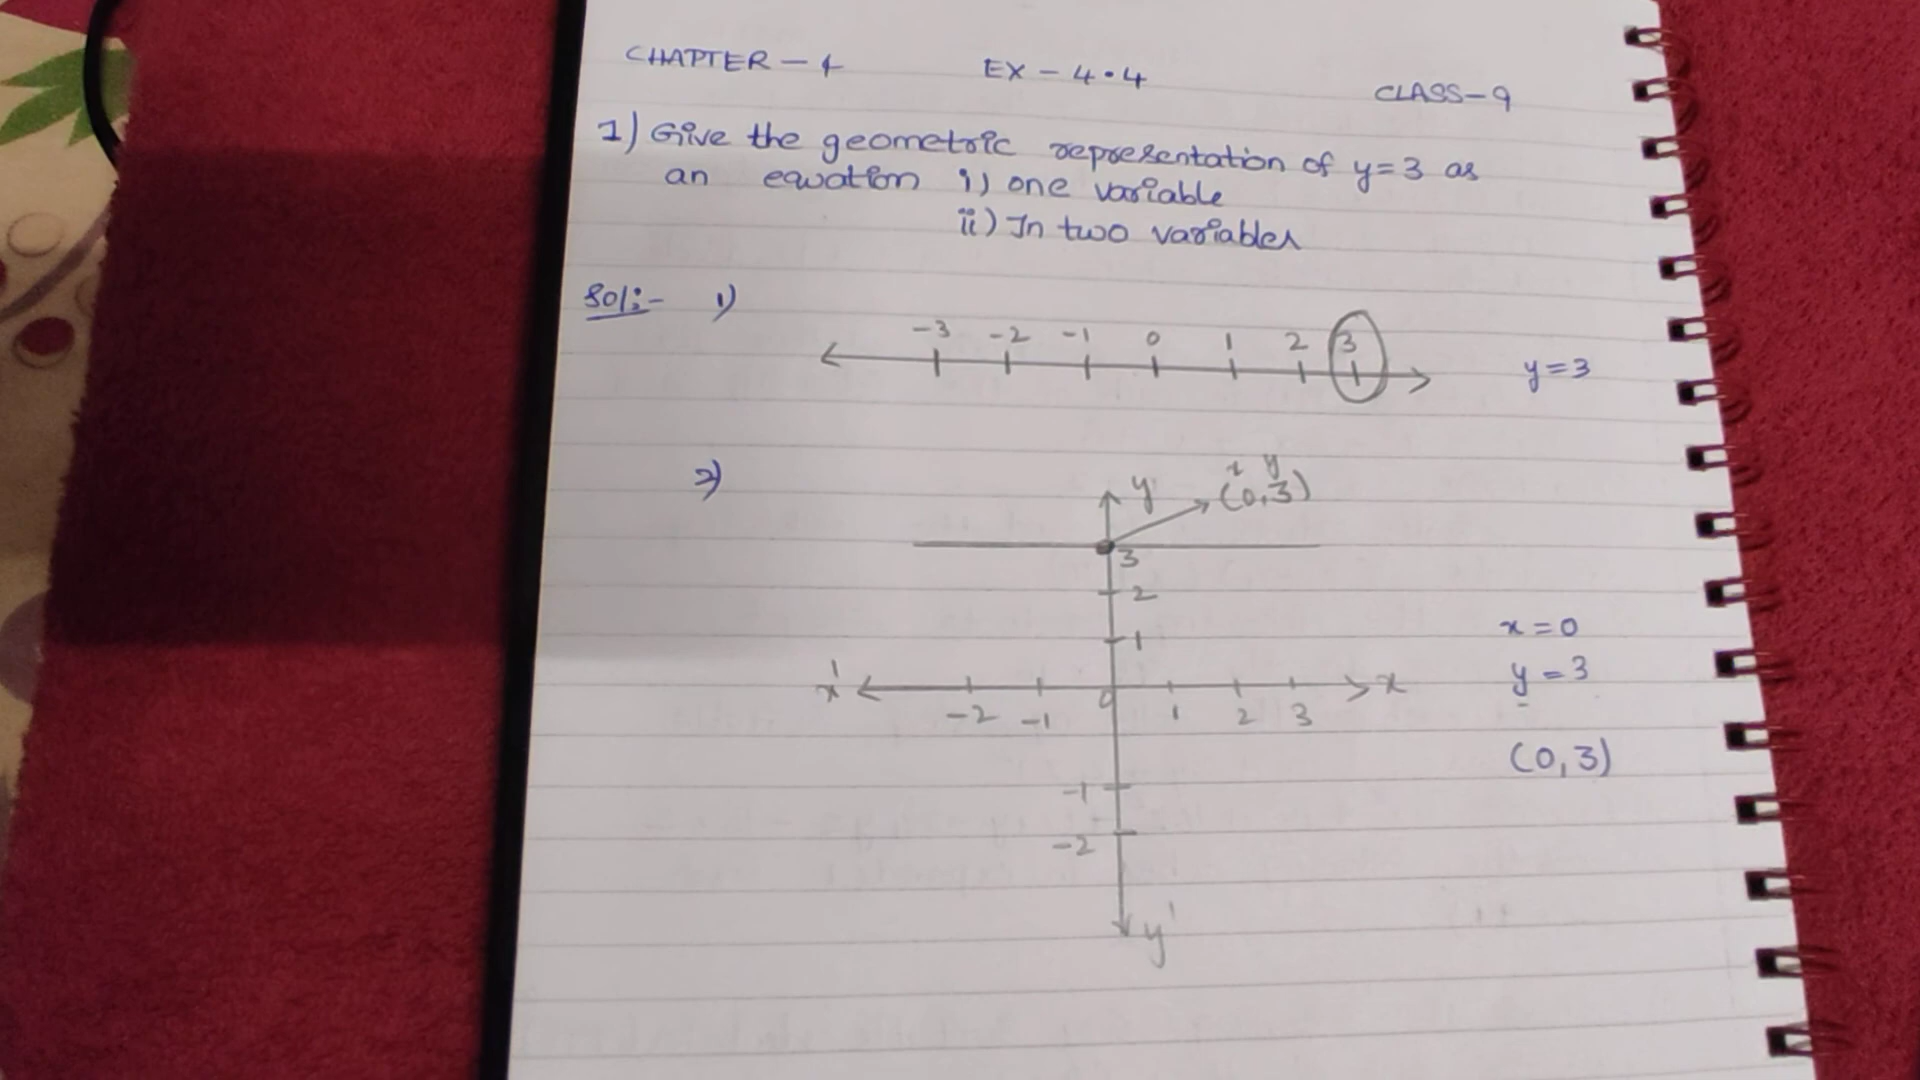 CHAPTER - 4 EX - 4.4 CLASS-9
1) Give the geometric representation of y=3 as
an equation i) one variable
ii) In two variables
Sol:- 1)
-3 -2 -1 0 1 2 3
y=3
2)
y (0,3)
x y
3
2
1
x' -2 -1 0 1 2 3 x
-1
-2
y'
x=0
y=3
(0,3)